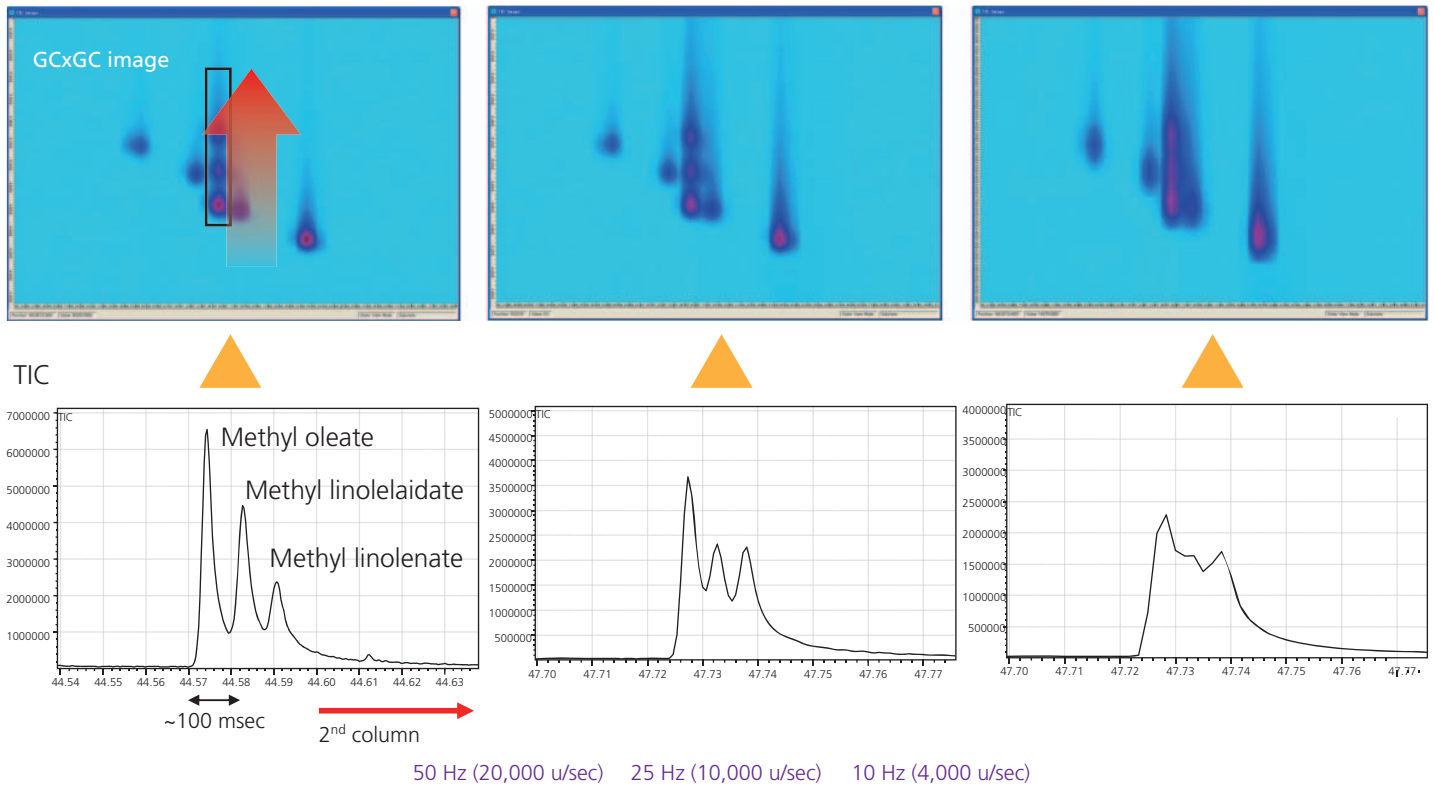 GCxGC image
TIC
TIC
7000000
6000000
5000000
4000000
3000000
2000000
1000000
Methyl oleate
Methyl linolelaidate
Methyl linolenate
44.54 44.55 44.56 44.57 44.58 44.59 44.60 44.61 44.62 44.63
~100 msec
2nd column
TIC
5000000
4500000
4000000
3500000
3000000
2500000
2000000
1500000
1000000
500000
47.70 47.71 47.72 47.73 47.74 47.75 47.76 47.77
TIC
4000000
3500000
3000000
2500000
2000000
1500000
1000000
500000
47.70 47.71 47.72 47.73 47.74 47.75 47.76 47.77
50 Hz (20,000 u/sec) 25 Hz (10,000 u/sec) 10 Hz (4,000 u/sec)